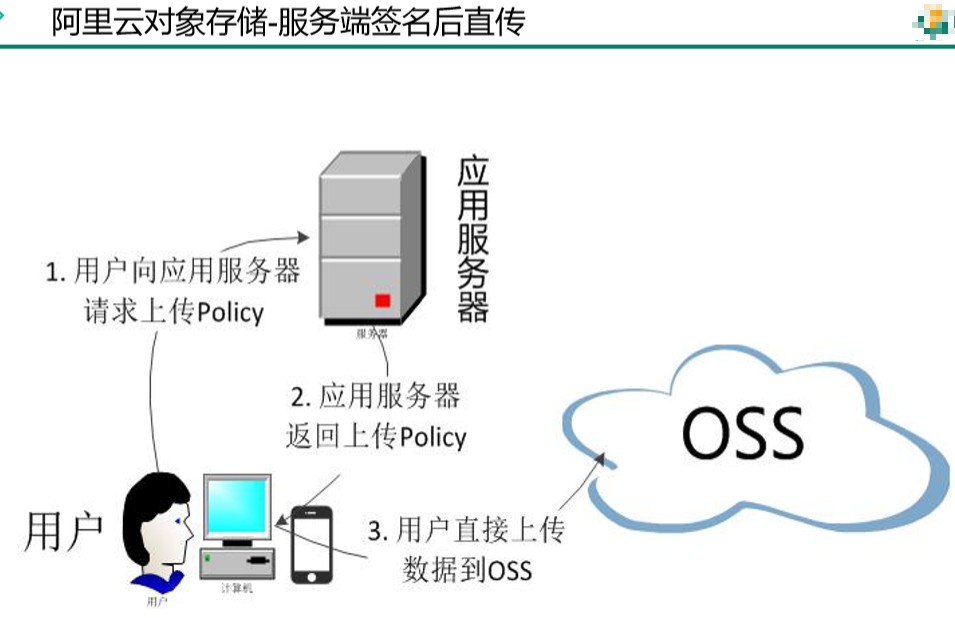 阿里云对象存储-服务端签名后直传
应用服务器
1. 用户向应用服务器
请求上传Policy
服务器
2. 应用服务器
返回上传Policy
OSS
用户
3. 用户直接上传
数据到OSS
计算机
用户